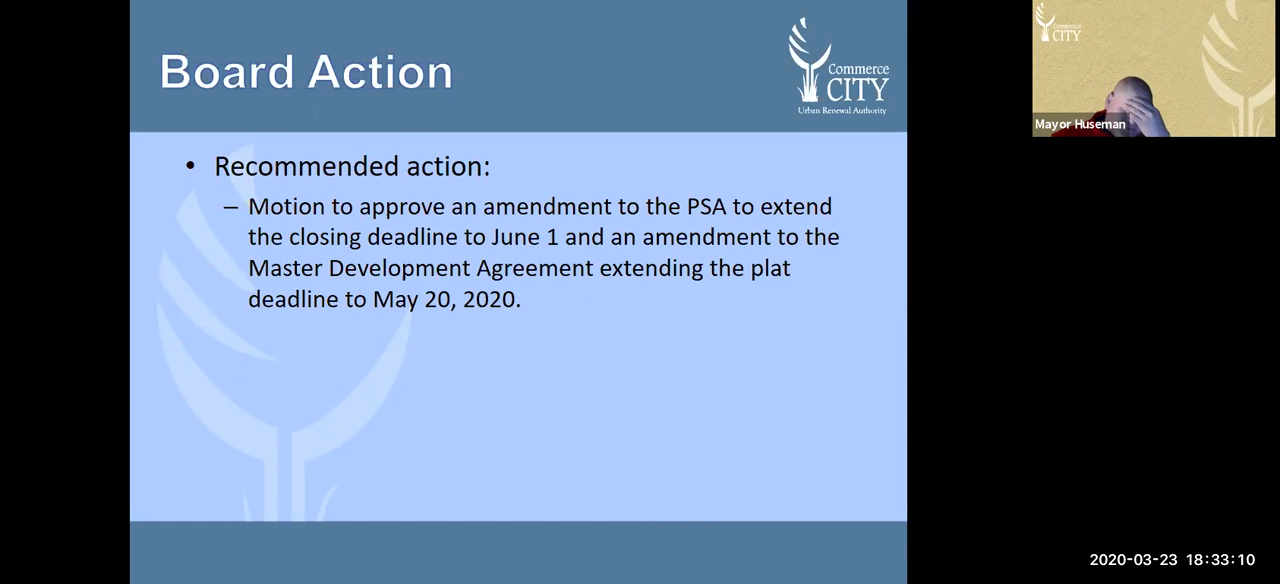 Board Action
Commerce
CITY
Urban Renewal Authority
• Recommended action:
– Motion to approve an amendment to the PSA to extend
the closing deadline to June 1 and an amendment to the
Master Development Agreement extending the plat
deadline to May 20, 2020.
Commerce
CITY
Mayor Huseman
2020-03-23 18:33:10